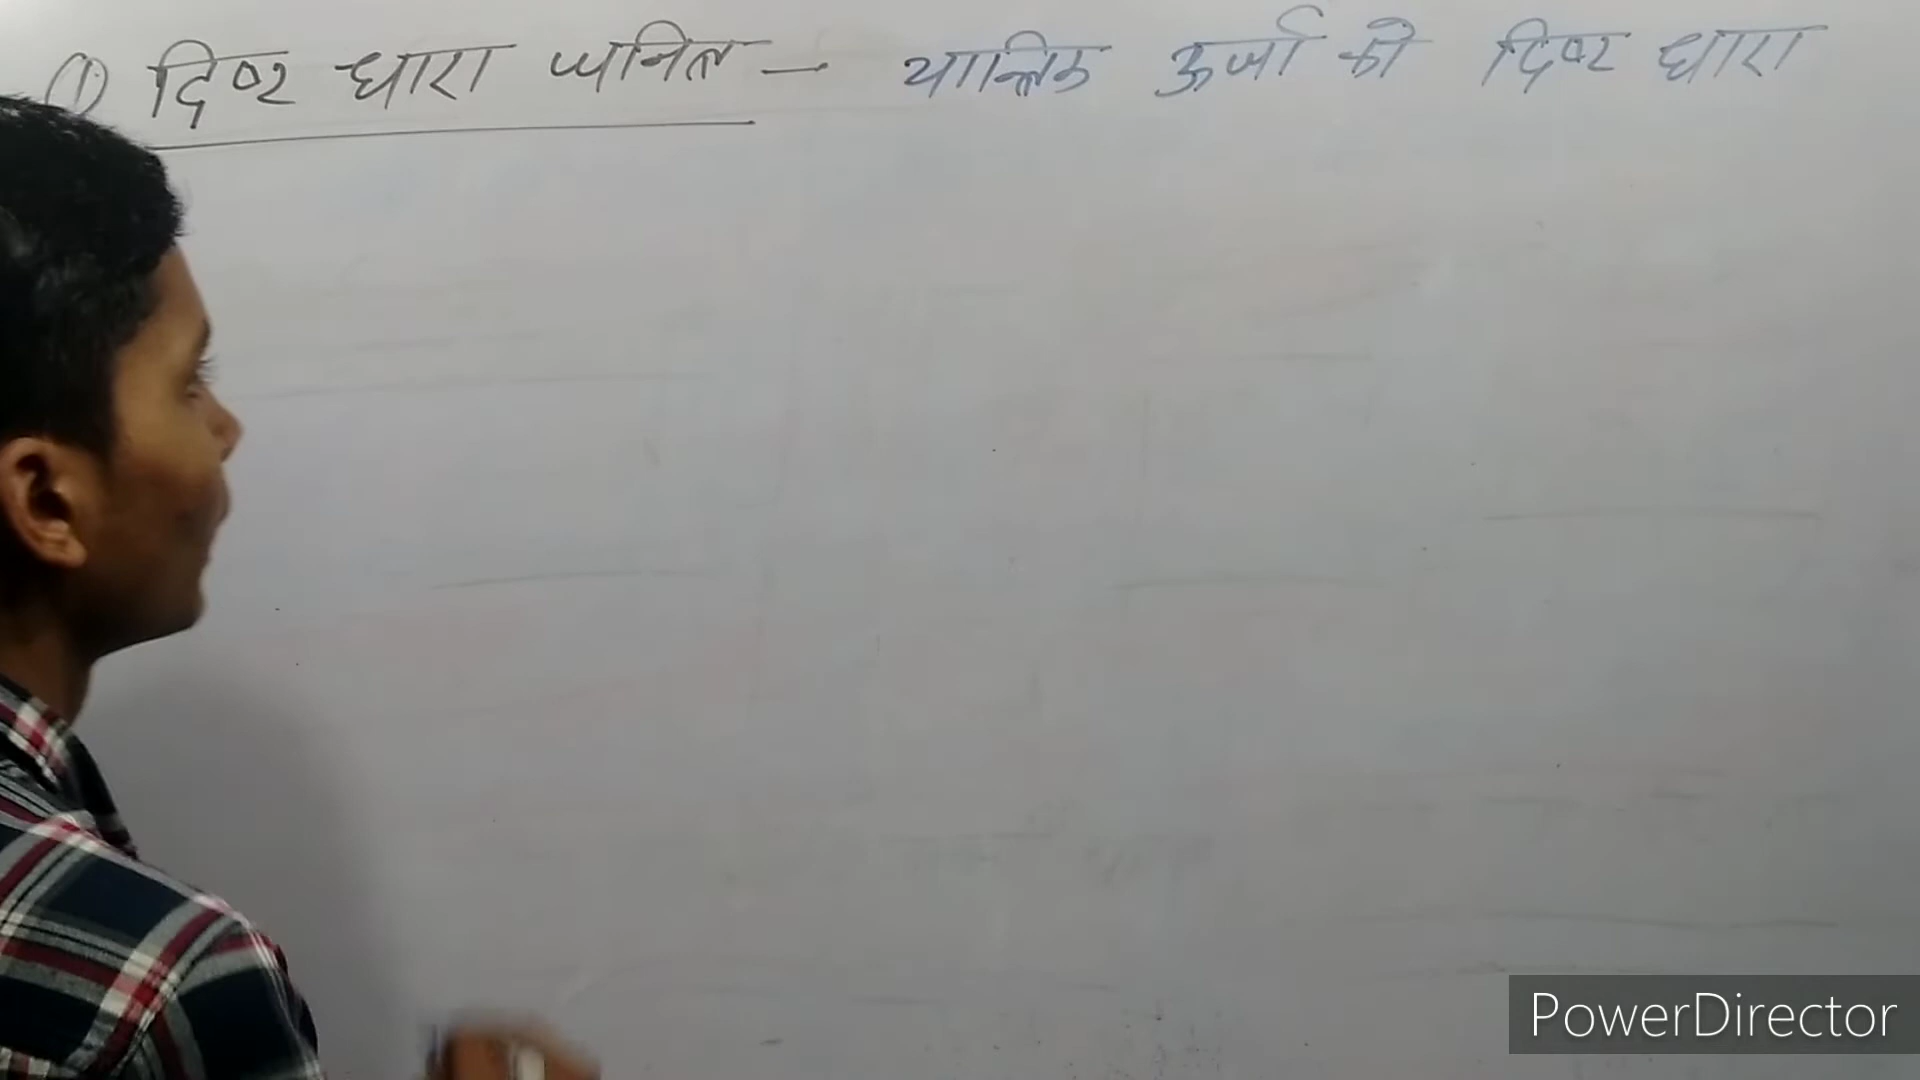 ① दिष्ट धारा जनित्र — यान्त्रिक ऊर्जा को दिष्ट धारा
PowerDirector